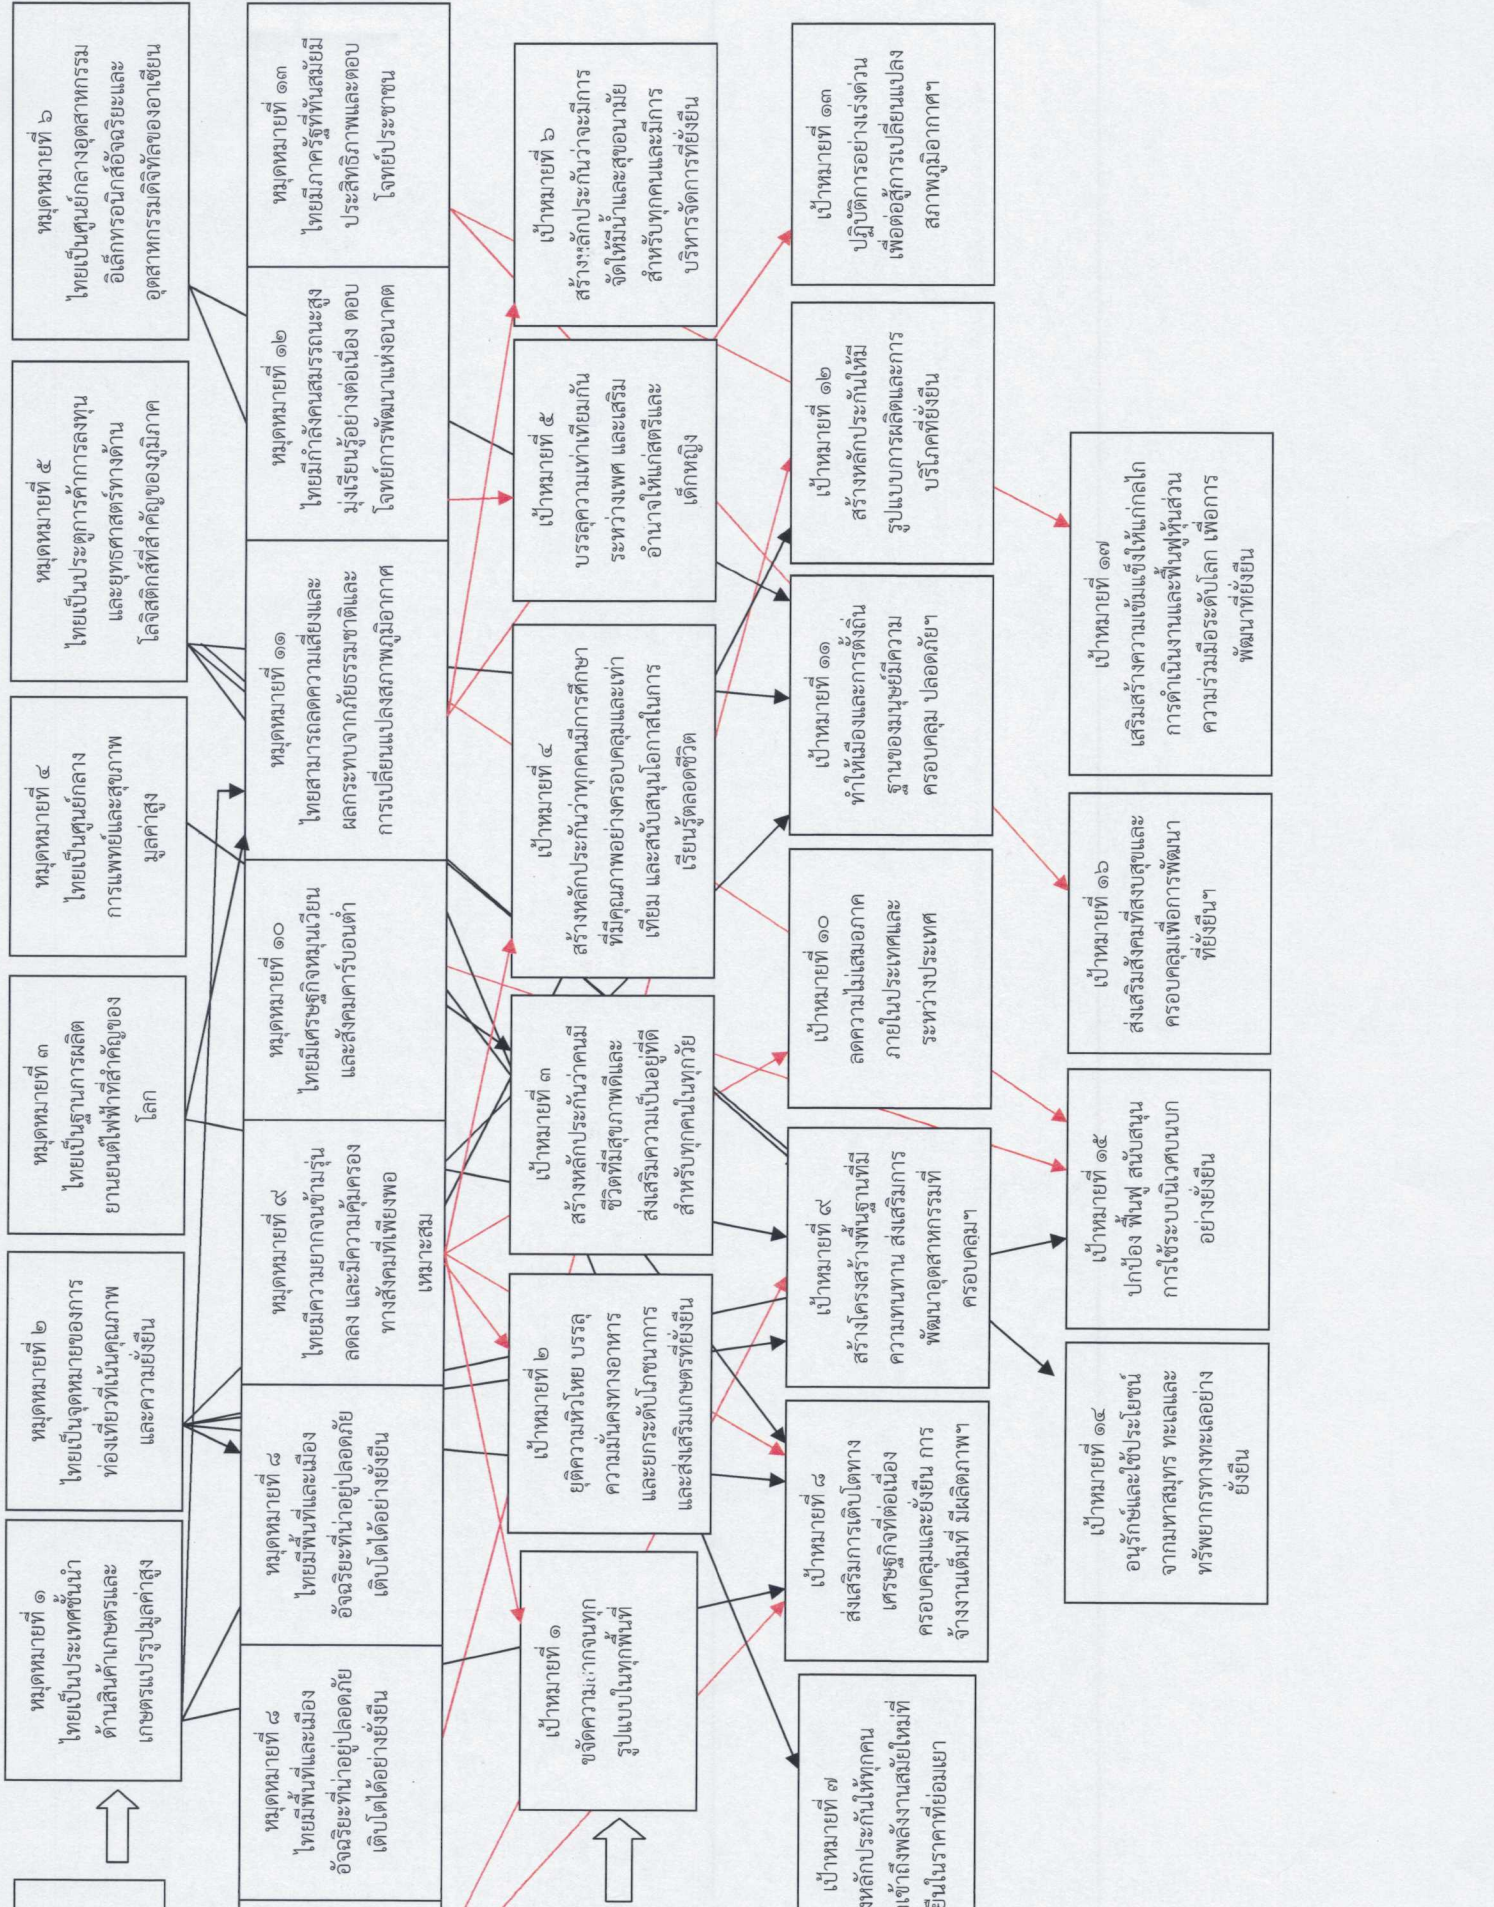 หมุดหมายที่ ๑
ไทยเป็นประเทศชั้นนำ
ด้านสินค้าเกษตรและ
เกษตรแปรรูปมูลค่าสูง
หมุดหมายที่ ๒
ไทยเป็นจุดหมายของการ
ท่องเที่ยวที่เน้นคุณภาพ
และความยั่งยืน
หมุดหมายที่ ๓
ไทยเป็นฐานการผลิต
ยานยนต์ไฟฟ้าที่สำคัญของ
โลก
หมุดหมายที่ ๔
ไทยเป็นศูนย์กลาง
การแพทย์และสุขภาพ
มูลค่าสูง
หมุดหมายที่ ๕
ไทยเป็นประตูการค้าการลงทุน
และยุทธศาสตร์ทางด้าน
โลจิสติกส์ที่สำคัญของภูมิภาค
หมุดหมายที่ ๖
ไทยเป็นศูนย์กลางอุตสาหกรรม
อิเล็กทรอนิกส์อัจฉริยะและ
อุตสาหกรรมดิจิทัลของอาเซียน
หมุดหมายที่ ๘
ไทยมีพื้นที่และเมือง
อัจฉริยะที่น่าอยู่ปลอดภัย
เติบโตได้อย่างยั่งยืน
หมุดหมายที่ ๘
ไทยมีพื้นที่และเมือง
อัจฉริยะที่น่าอยู่ปลอดภัย
เติบโตได้อย่างยั่งยืน
หมุดหมายที่ ๙
ไทยมีความยากจนข้ามรุ่น
ลดลง และมีความคุ้มครอง
ทางสังคมที่เพียงพอ
เหมาะสม
หมุดหมายที่ ๑๐
ไทยมีเศรษฐกิจหมุนเวียน
และสังคมคาร์บอนต่ำ
หมุดหมายที่ ๑๑
ไทยสามารถลดความเสี่ยงและ
ผลกระทบจากภัยธรรมชาติและ
การเปลี่ยนแปลงสภาพภูมิอากาศ
หมุดหมายที่ ๑๒
ไทยมีกำลังคนสมรรถนะสูง
มุ่งเรียนรู้อย่างต่อเนื่อง ตอบ
โจทย์การพัฒนาแห่งอนาคต
หมุดหมายที่ ๑๓
ไทยมีภาครัฐที่ทันสมัยมี
ประสิทธิภาพและตอบ
โจทย์ประชาชน
เป้าหมายที่ ๑
ขจัดความยากจนทุก
รูปแบบในทุกพื้นที่
เป้าหมายที่ ๒
ยุติความหิวโหย บรรลุ
ความมั่นคงทางอาหาร
และยกระดับโภชนาการ
และส่งเสริมเกษตรที่ยั่งยืน
เป้าหมายที่ ๓
สร้างหลักประกันว่าคนมี
ชีวิตที่มีสุขภาพดีและ
ส่งเสริมความเป็นอยู่ที่ดี
สำหรับทุกคนในทุกวัย
เป้าหมายที่ ๔
สร้างหลักประกันว่าทุกคนมีการศึกษา
ที่มีคุณภาพอย่างครอบคลุมและเท่า
เทียม และสนับสนุนโอกาสในการ
เรียนรู้ตลอดชีวิต
เป้าหมายที่ ๕
บรรลุความเท่าเทียมกัน
ระหว่างเพศ และเสริม
อำนาจให้แก่สตรีและ
เด็กหญิง
เป้าหมายที่ ๖
สร้างหลักประกันว่าจะมีการ
จัดให้มีน้ำและสุขอนามัย
สำหรับทุกคนและมีการ
บริหารจัดการที่ยั่งยืน
เป้าหมายที่ ๗
งหลักประกันให้ทุกคน
เข้าถึงพลังงานสมัยใหม่ที่
ยืนในราคาที่ย่อมเยา
เป้าหมายที่ ๘
ส่งเสริมการเติบโตทาง
เศรษฐกิจที่ต่อเนื่อง
ครอบคลุมและยั่งยืน การ
จ้างงานเต็มที่ มีผลิตภาพฯ
เป้าหมายที่ ๙
สร้างโครงสร้างพื้นฐานที่มี
ความทนทาน ส่งเสริมการ
พัฒนาอุตสาหกรรมที่
ครอบคลุมฯ
เป้าหมายที่ ๑๐
ลดความไม่เสมอภาค
ภายในประเทศและ
ระหว่างประเทศ
เป้าหมายที่ ๑๑
ทำให้เมืองและการตั้งถิ่น
ฐานของมนุษย์มีความ
ครอบคลุม ปลอดภัยฯ
เป้าหมายที่ ๑๒
สร้างหลักประกันให้มี
รูปแบบการผลิตและการ
บริโภคที่ยั่งยืน
เป้าหมายที่ ๑๓
ปฏิบัติการอย่างเร่งด่วน
เพื่อต่อสู้การเปลี่ยนแปลง
สภาพภูมิอากาศฯ
เป้าหมายที่ ๑๔
อนุรักษ์และใช้ประโยชน์
จากมหาสมุทร ทะเลและ
ทรัพยากรทางทะเลอย่าง
ยั่งยืน
เป้าหมายที่ ๑๕
ปกป้อง ฟื้นฟู สนับสนุน
การใช้ระบบนิเวศบนบก
อย่างยั่งยืน
เป้าหมายที่ ๑๖
ส่งเสริมสังคมที่สงบสุขและ
ครอบคลุมเพื่อการพัฒนา
ที่ยั่งยืนฯ
เป้าหมายที่ ๑๗
เสริมสร้างความเข้มแข็งให้แก่กลไก
การดำเนินงานและฟื้นฟูหุ้นส่วน
ความร่วมมือระดับโลก เพื่อการ
พัฒนาที่ยั่งยืน